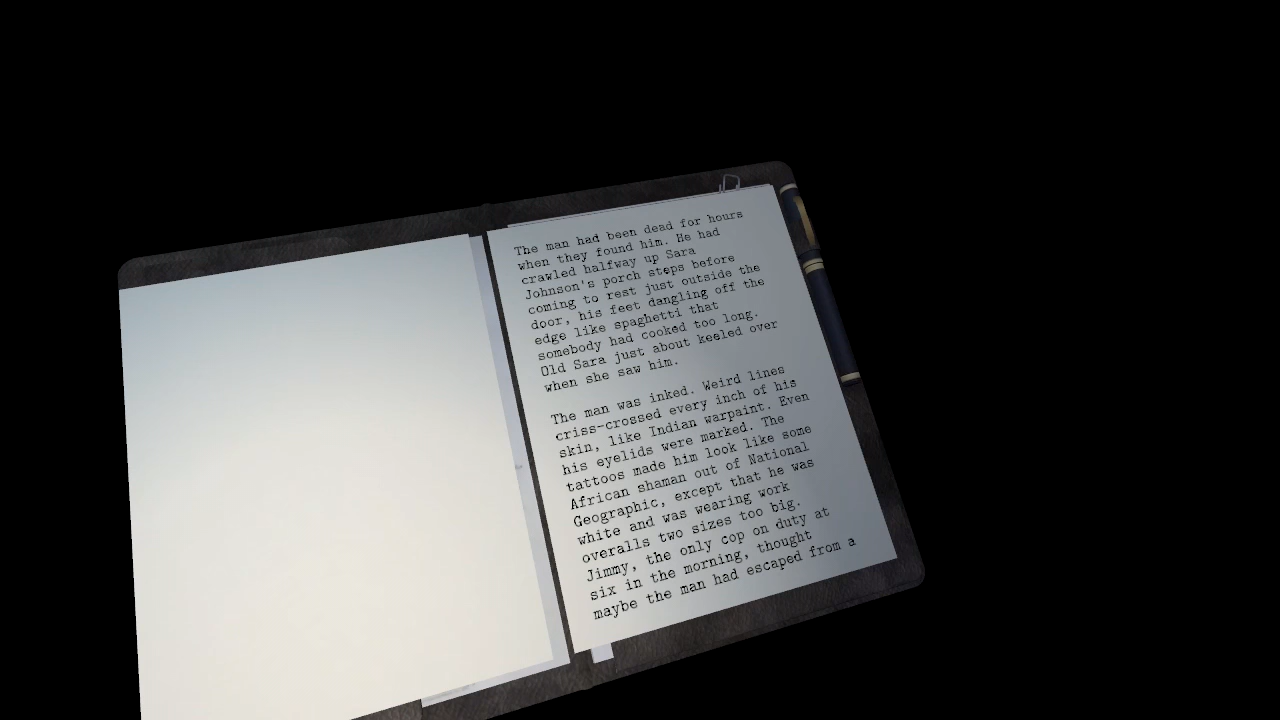 The man had been dead for hours
when they found him. He had
crawled halfway up Sara
Johnson's porch steps before
coming to rest just outside the
door, his feet dangling off the
edge like spaghetti that
somebody had cooked too long.
Old Sara just about keeled over
when she saw him.
The man was inked. Weird lines
criss-crossed every inch of his
skin, like Indian warpaint. Even
his eyelids were marked. The
tattoos made him look like some
African shaman out of National
Geographic, except that he was
white and was wearing work
overalls two sizes too big.
Jimmy, the only cop on duty at
six in the morning, thought
maybe the man had escaped from a